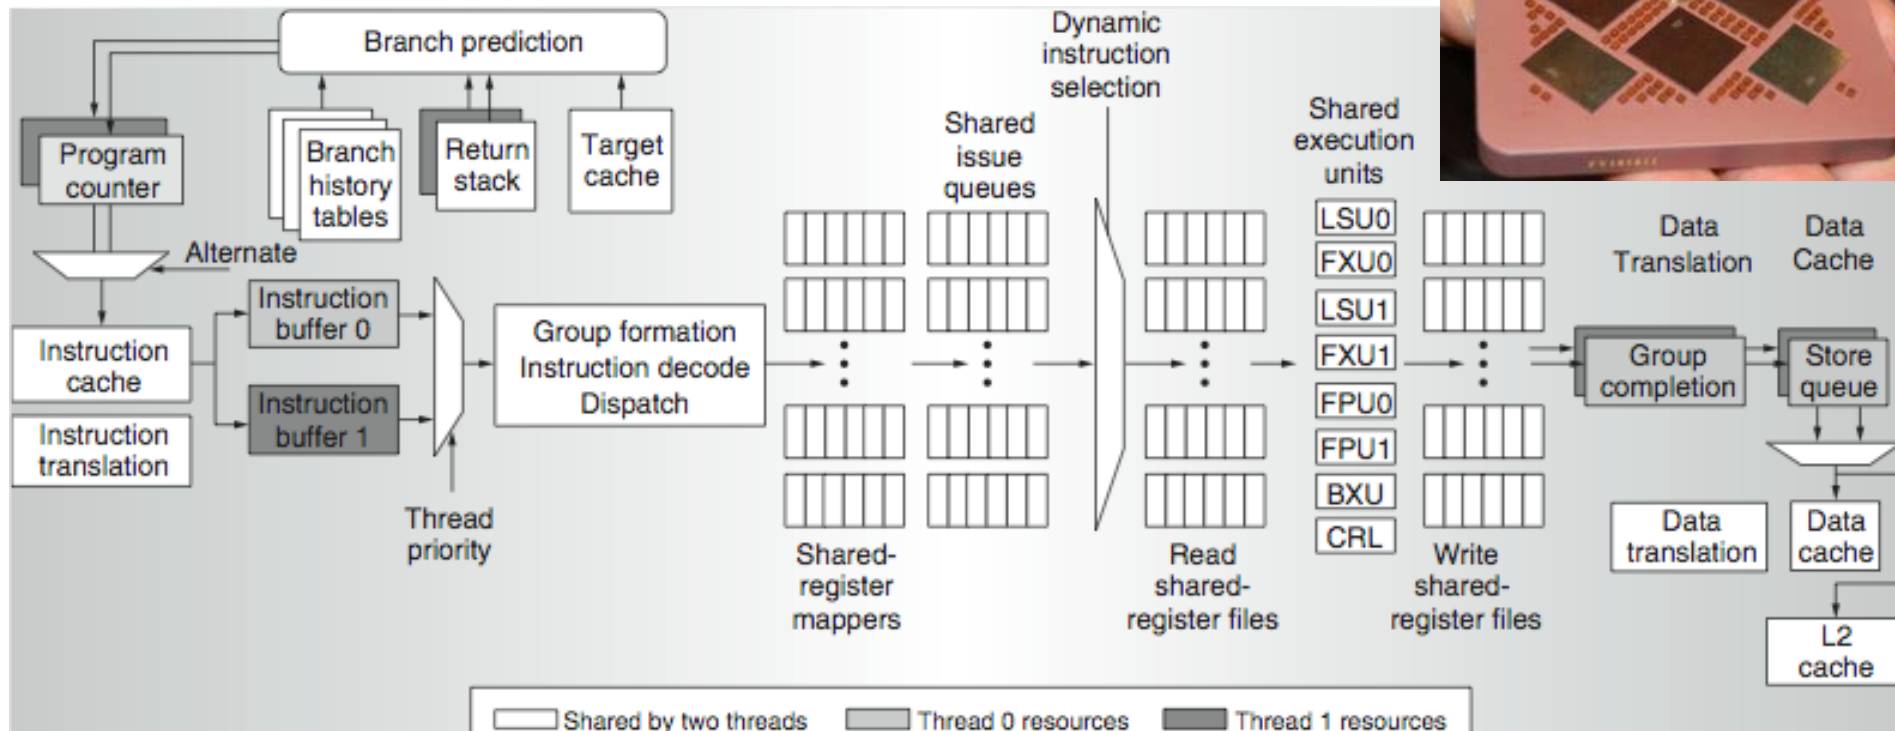 Branch prediction
Program
counter
Branch
history
tables
Return
stack
Target
cache
Alternate
Instruction
cache
Instruction
translation
Instruction
buffer 0
Instruction
buffer 1
Thread
priority
Group formation
Instruction decode
Dispatch
Shared-
register
mappers
Shared
issue
queues
Dynamic
instruction
selection
Read
shared-
register files
Shared
execution
units
LSU0
FXU0
LSU1
FXU1
FPU0
FPU1
BXU
CRL
Write
shared-
register files
Data
Translation
Data
Cache
Group
completion
Store
queue
Data
translation
Data
cache
L2
cache
Shared by two threads
Thread 0 resources
Thread 1 resources